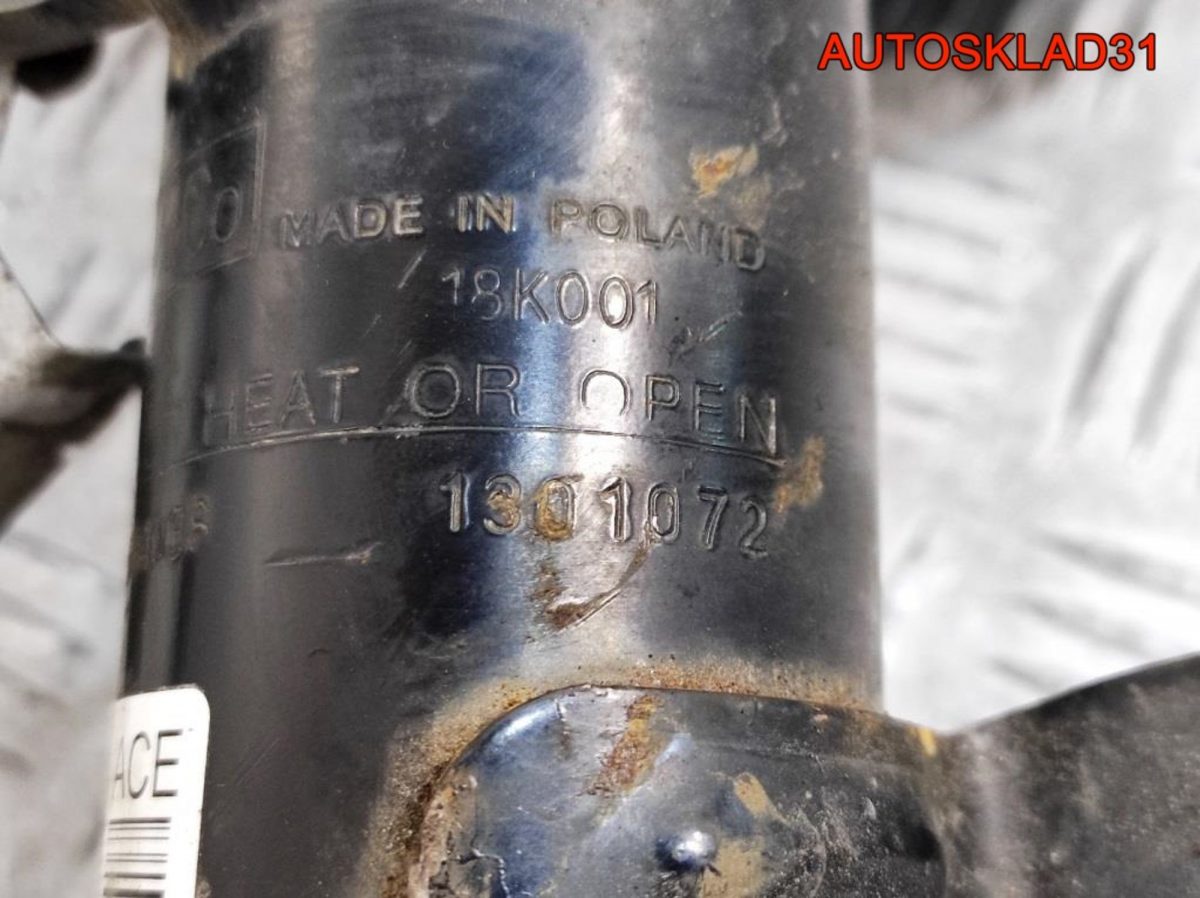 AUTOSKLAD31
MADE IN POLAND
18K001
HEAT OR OPEN
1301072
ACE